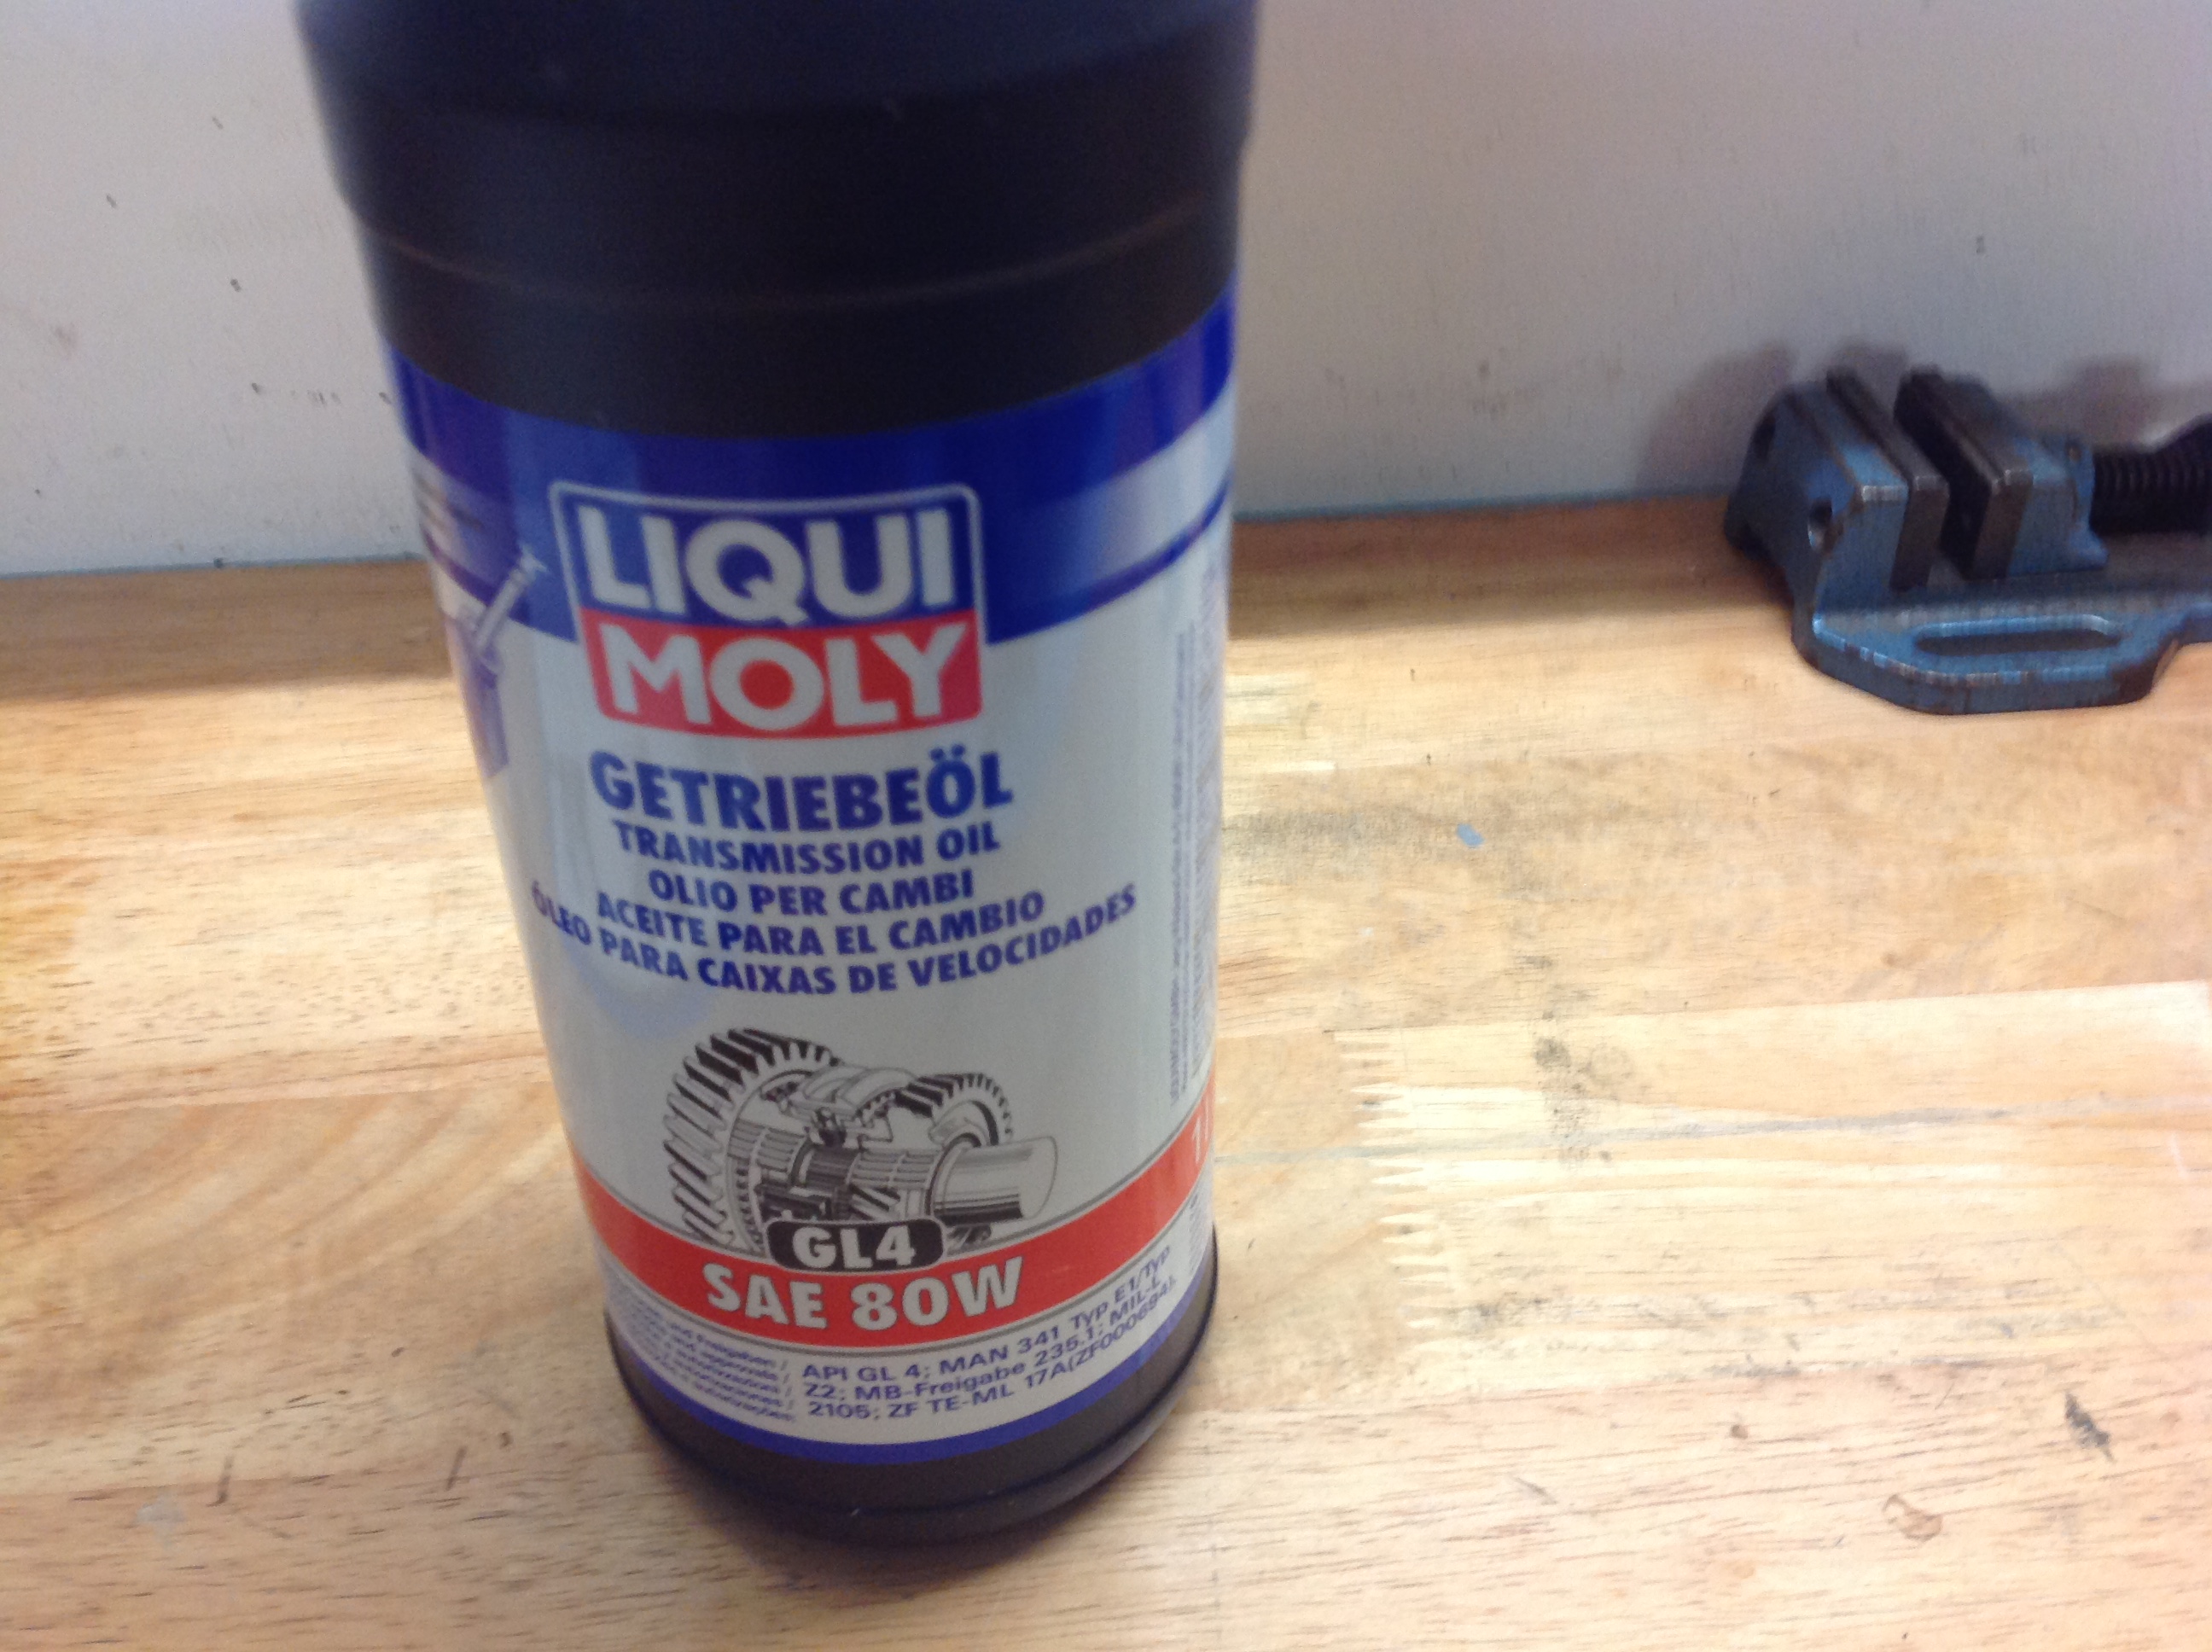 LIQUI
MOLY
GETRIEBEÖL
TRANSMISSION OIL
OLIO PER CAMBI
ACEITE PARA EL CAMBIO
ÓLEO PARA CAIXAS DE VELOCIDADES
GL4
SAE 80W
API GL 4; MAN 341 Typ E1/Typ
Z2; MB-Freigabe 235.1; MIL-L
2105; ZF TE-ML 17A(ZF000694).